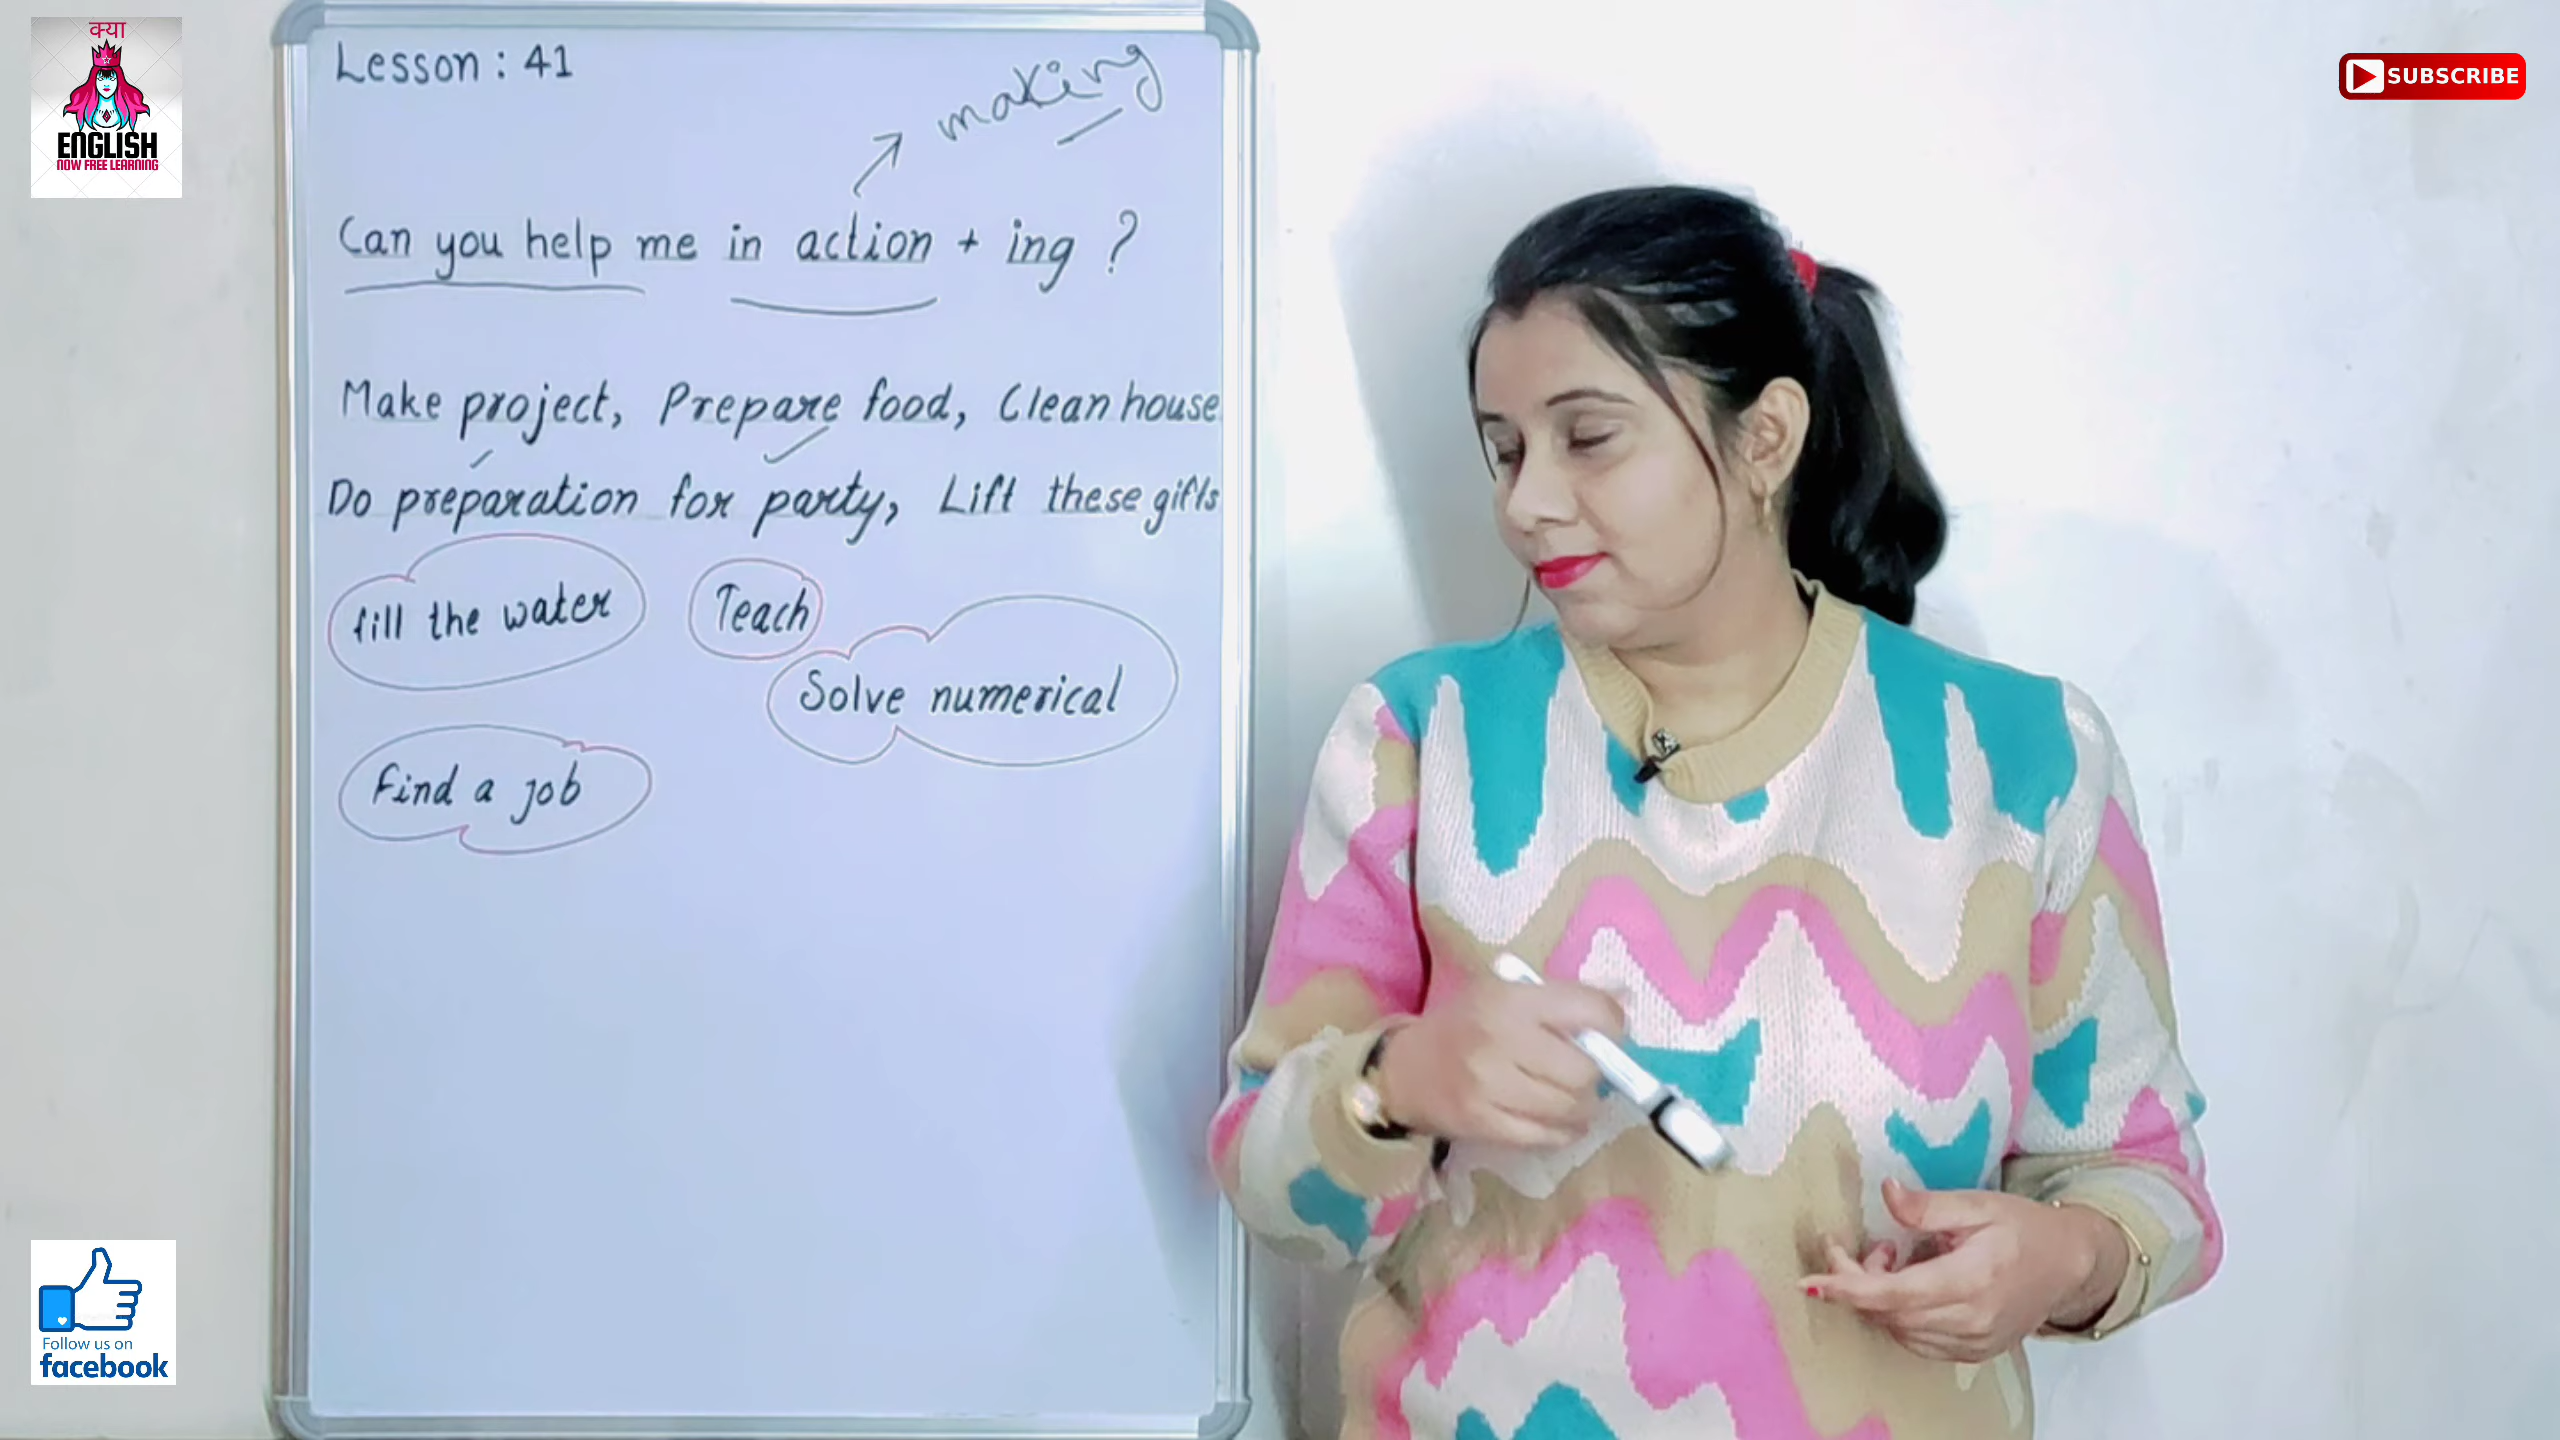 क्या
ENGLISH
NOW FREE LEARNING
SUBSCRIBE
Lesson : 41
making
Can you help me in action + ing ?
Make project, Prepare food, Clean house
Do preparation for party, Lift these gifts
fill the water
Teach
Solve numerical
Find a job
Follow us on
facebook